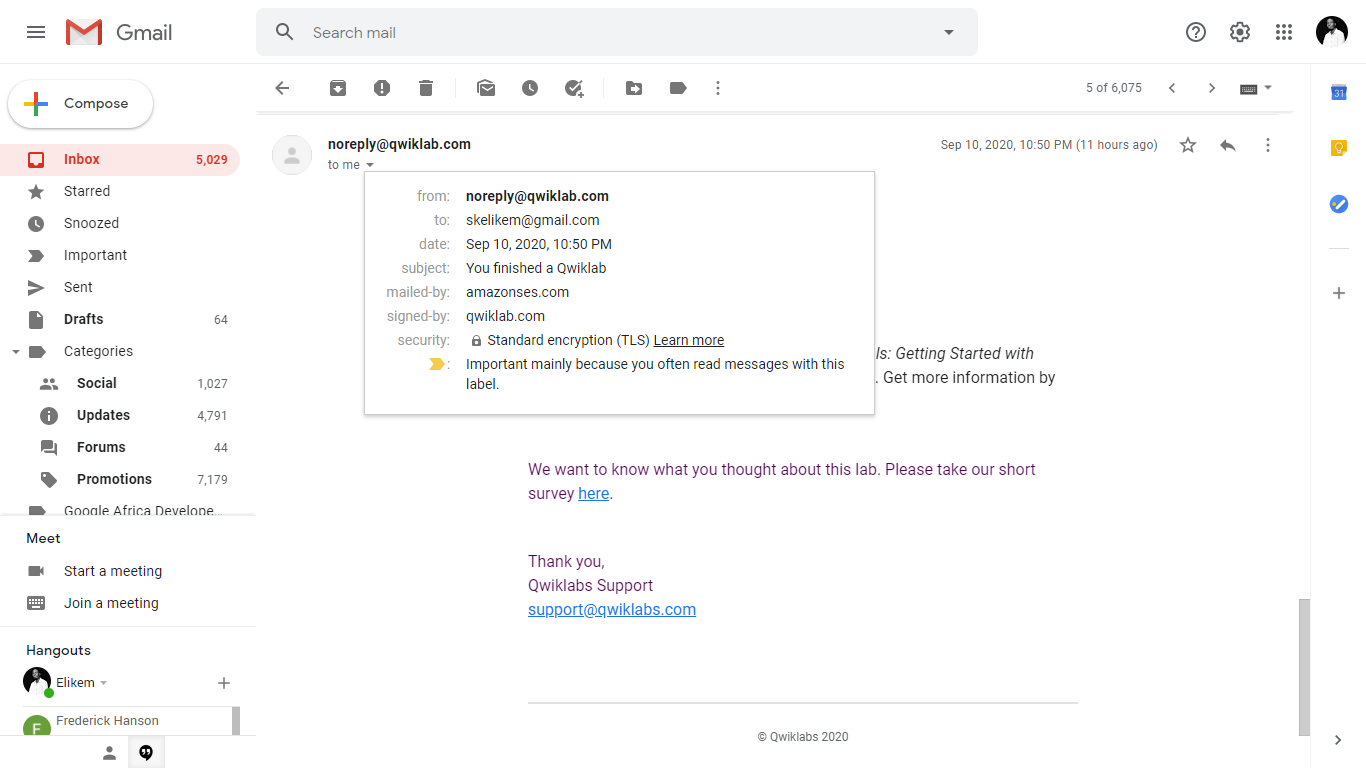 Gmail
Search mail
Compose
5 of 6,075
Inbox 5,029
Starred
Snoozed
Important
Sent
Drafts 64
Categories
Social 1,027
Updates 4,791
Forums 44
Promotions 7,179
Google Africa Develope...
Meet
Start a meeting
Join a meeting
Hangouts
Elikem
F
Frederick Hanson
noreply@qwiklab.com
Sep 10, 2020, 10:50 PM (11 hours ago)
to me
from: noreply@qwiklab.com
to: skelikem@gmail.com
date: Sep 10, 2020, 10:50 PM
subject: You finished a Qwiklab
mailed-by: amazonses.com
signed-by: qwiklab.com
security: Standard encryption (TLS) Learn more
: Important mainly because you often read messages with this
label.
ls: Getting Started with
. Get more information by
We want to know what you thought about this lab. Please take our short
survey here.
Thank you,
Qwiklabs Support
support@qwiklabs.com
© Qwiklabs 2020
31